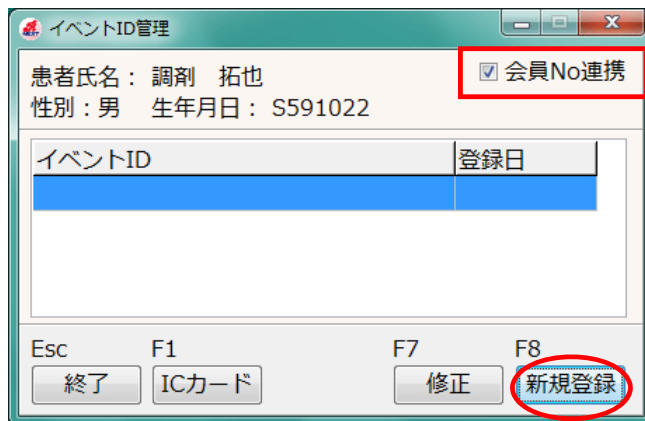 イベントID管理
患者氏名： 調剤 拓也
会員No連携
性別：男 生年月日： S591022
イベントID 登録日
Esc F1 F7 F8
終了 ICカード 修正 新規登録